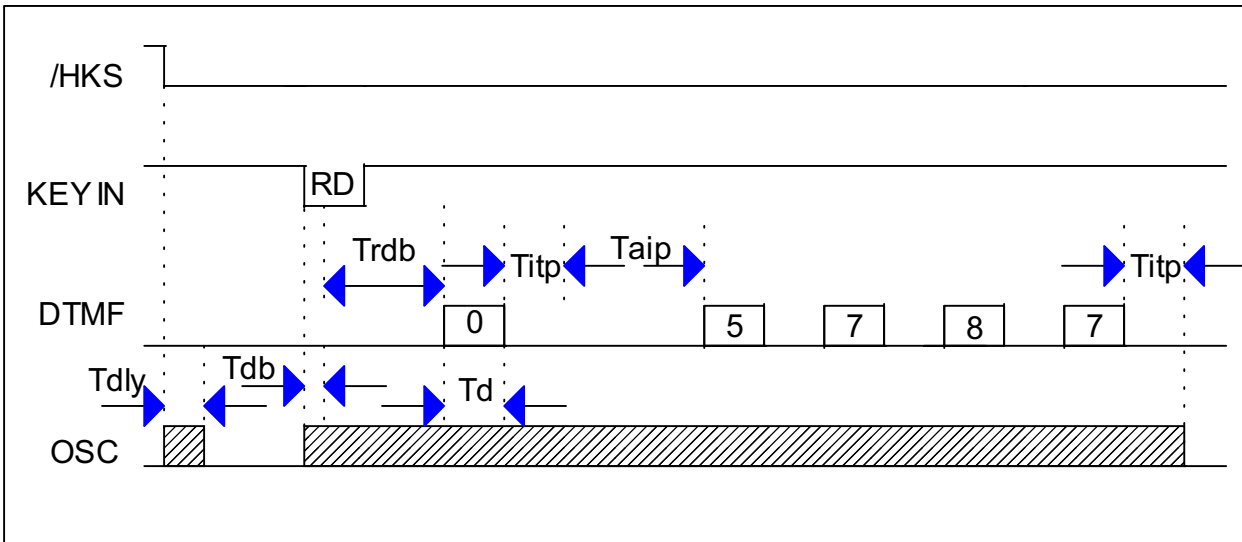 /HKS
KEY IN
RD
Trdb
Titp
Taip
Titp
DTMF
0
5
7
8
7
Tdly
Tdb
Td
OSC